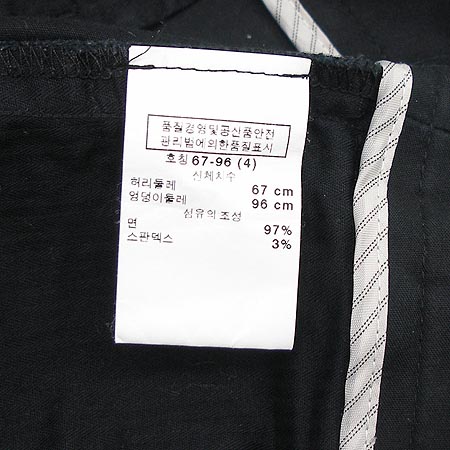 품질경영및공산품안전
관리법에의한품질표시
호칭 67-96 (4)
신체치수
허리둘레 67 cm
엉덩이둘레 96 cm
섬유의조성
면 97%
스판덱스 3%